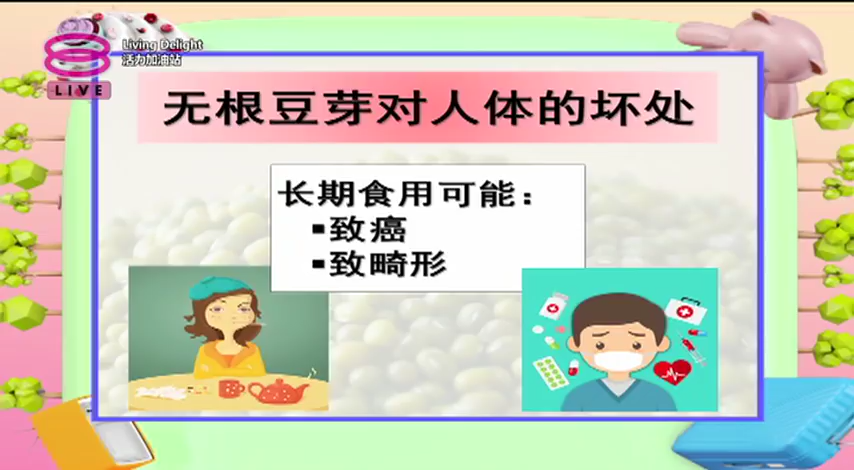 Living Delight
活力加油站
LIVE
无根豆芽对人体的坏处
长期食用可能：
▪致癌
▪致畸形